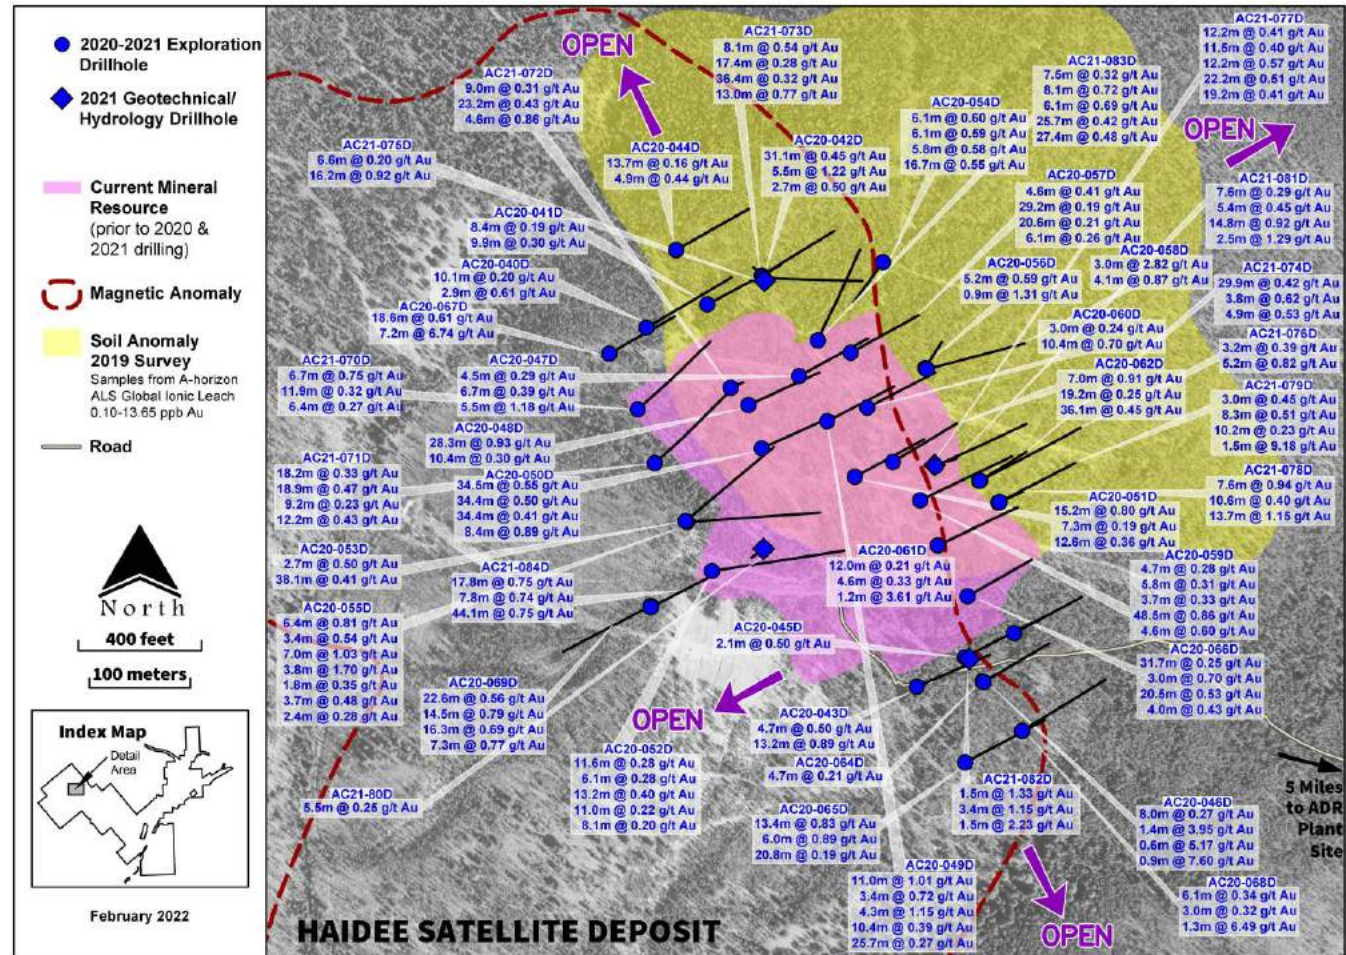 2020-2021 Exploration
Drillhole
2021 Geotechnical/
Hydrology Drillhole
Current Mineral
Resource
(prior to 2020 &
2021 drilling)
Magnetic Anomaly
Soil Anomaly
2019 Survey
Samples from A-horizon
ALS Global Ionic Leach
0.10-13.65 ppb Au
Road
North
400 feet
100 meters
Index Map
Detail
Area
February 2022
OPEN
AC21-073D
8.1m @ 0.54 g/t Au
17.4m @ 0.28 g/t Au
36.4m @ 0.32 g/t Au
13.0m @ 0.77 g/t Au
AC21-077D
12.2m @ 0.41 g/t Au
11.5m @ 0.40 g/t Au
12.2m @ 0.57 g/t Au
22.2m @ 0.51 g/t Au
19.2m @ 0.41 g/t Au
AC21-072D
9.0m @ 0.31 g/t Au
23.2m @ 0.43 g/t Au
4.6m @ 0.86 g/t Au
AC21-083D
7.5m @ 0.32 g/t Au
8.1m @ 0.72 g/t Au
6.1m @ 0.69 g/t Au
25.7m @ 0.42 g/t Au
27.4m @ 0.48 g/t Au
AC20-054D
6.1m @ 0.60 g/t Au
6.1m @ 0.59 g/t Au
5.8m @ 0.58 g/t Au
16.7m @ 0.55 g/t Au
OPEN
AC21-075D
6.6m @ 0.20 g/t Au
16.2m @ 0.92 g/t Au
AC20-044D
13.7m @ 0.16 g/t Au
4.9m @ 0.44 g/t Au
AC20-042D
31.1m @ 0.45 g/t Au
5.5m @ 1.22 g/t Au
2.7m @ 0.50 g/t Au
AC20-057D
4.6m @ 0.41 g/t Au
29.2m @ 0.19 g/t Au
20.6m @ 0.21 g/t Au
6.1m @ 0.26 g/t Au
AC21-081D
7.6m @ 0.29 g/t Au
5.4m @ 0.45 g/t Au
14.8m @ 0.92 g/t Au
2.5m @ 1.29 g/t Au
AC20-041D
8.4m @ 0.19 g/t Au
9.9m @ 0.30 g/t Au
AC20-058D
3.0m @ 2.82 g/t Au
4.1m @ 0.87 g/t Au
AC20-040D
10.1m @ 0.20 g/t Au
2.9m @ 0.61 g/t Au
AC20-056D
5.2m @ 0.59 g/t Au
0.9m @ 1.31 g/t Au
AC21-074D
29.9m @ 0.42 g/t Au
3.8m @ 0.62 g/t Au
4.9m @ 0.53 g/t Au
AC20-067D
18.6m @ 0.61 g/t Au
7.2m @ 6.74 g/t Au
AC20-060D
3.0m @ 0.24 g/t Au
10.4m @ 0.70 g/t Au
AC21-076D
3.2m @ 0.39 g/t Au
5.2m @ 0.82 g/t Au
AC21-070D
6.7m @ 0.75 g/t Au
11.9m @ 0.32 g/t Au
6.4m @ 0.27 g/t Au
AC20-047D
4.5m @ 0.29 g/t Au
6.7m @ 0.39 g/t Au
5.5m @ 1.18 g/t Au
AC20-062D
7.0m @ 0.91 g/t Au
19.2m @ 0.25 g/t Au
36.1m @ 0.45 g/t Au
AC21-079D
3.0m @ 0.45 g/t Au
8.3m @ 0.51 g/t Au
10.2m @ 0.23 g/t Au
1.5m @ 9.18 g/t Au
AC20-048D
28.3m @ 0.93 g/t Au
10.4m @ 0.30 g/t Au
AC21-071D
18.2m @ 0.33 g/t Au
18.9m @ 0.47 g/t Au
9.2m @ 0.23 g/t Au
12.2m @ 0.43 g/t Au
AC20-050D
34.5m @ 0.55 g/t Au
34.4m @ 0.50 g/t Au
34.4m @ 0.41 g/t Au
8.4m @ 0.89 g/t Au
AC21-078D
7.6m @ 0.94 g/t Au
10.6m @ 0.40 g/t Au
13.7m @ 1.15 g/t Au
AC20-051D
15.2m @ 0.80 g/t Au
7.3m @ 0.19 g/t Au
12.6m @ 0.36 g/t Au
AC20-053D
2.7m @ 0.50 g/t Au
38.1m @ 0.41 g/t Au
AC21-084D
17.8m @ 0.75 g/t Au
7.8m @ 0.74 g/t Au
44.1m @ 0.75 g/t Au
AC20-061D
12.0m @ 0.21 g/t Au
4.6m @ 0.33 g/t Au
1.2m @ 3.61 g/t Au
AC20-059D
4.7m @ 0.28 g/t Au
5.8m @ 0.31 g/t Au
3.7m @ 0.33 g/t Au
48.5m @ 0.86 g/t Au
4.6m @ 0.60 g/t Au
AC20-055D
6.4m @ 0.81 g/t Au
3.4m @ 0.54 g/t Au
7.0m @ 1.03 g/t Au
3.8m @ 1.70 g/t Au
1.8m @ 0.35 g/t Au
3.7m @ 0.48 g/t Au
2.4m @ 0.28 g/t Au
AC20-045D
2.1m @ 0.50 g/t Au
AC20-066D
31.7m @ 0.25 g/t Au
3.0m @ 0.70 g/t Au
20.5m @ 0.53 g/t Au
4.0m @ 0.43 g/t Au
AC20-069D
22.6m @ 0.56 g/t Au
14.5m @ 0.79 g/t Au
16.3m @ 0.69 g/t Au
7.3m @ 0.77 g/t Au
OPEN
AC20-043D
4.7m @ 0.50 g/t Au
13.2m @ 0.89 g/t Au
AC20-052D
11.6m @ 0.28 g/t Au
6.1m @ 0.28 g/t Au
13.2m @ 0.40 g/t Au
11.0m @ 0.22 g/t Au
8.1m @ 0.20 g/t Au
AC20-064D
4.7m @ 0.21 g/t Au
AC21-80D
5.5m @ 0.25 g/t Au
AC20-065D
13.4m @ 0.83 g/t Au
6.0m @ 0.89 g/t Au
20.8m @ 0.19 g/t Au
AC21-082D
1.5m @ 1.33 g/t Au
3.4m @ 1.15 g/t Au
1.5m @ 2.23 g/t Au
5 Miles
to ADR
Plant
Site
AC20-046D
8.0m @ 0.27 g/t Au
1.4m @ 3.95 g/t Au
0.6m @ 5.17 g/t Au
0.9m @ 7.60 g/t Au
AC20-049D
11.0m @ 1.01 g/t Au
3.4m @ 0.72 g/t Au
4.3m @ 1.15 g/t Au
10.4m @ 0.39 g/t Au
25.7m @ 0.27 g/t Au
AC20-068D
6.1m @ 0.34 g/t Au
3.0m @ 0.32 g/t Au
1.3m @ 6.49 g/t Au
OPEN
HAIDEE SATELLITE DEPOSIT